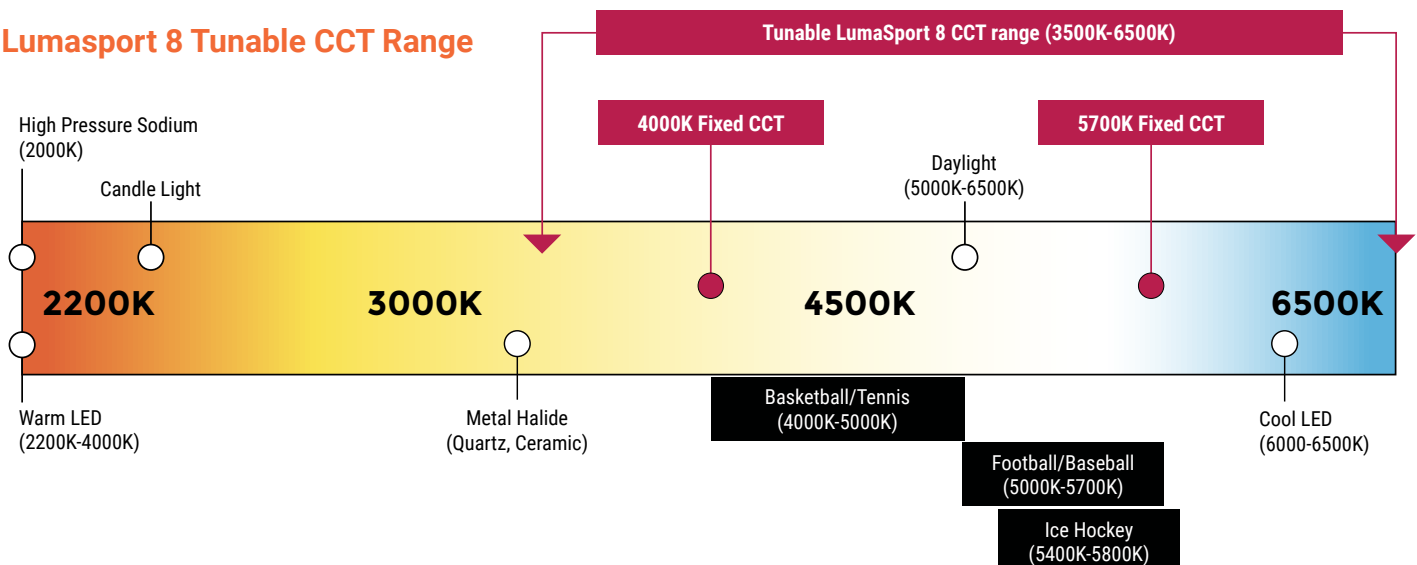 Lumasport 8 Tunable CCT Range
Tunable LumaSport 8 CCT range (3500K-6500K)
4000K Fixed CCT
5700K Fixed CCT
High Pressure Sodium
(2000K)
Candle Light
Daylight
(5000K-6500K)
2200K
3000K
4500K
6500K
Warm LED
(2200K-4000K)
Metal Halide
(Quartz, Ceramic)
Basketball/Tennis
(4000K-5000K)
Cool LED
(6000-6500K)
Football/Baseball
(5000K-5700K)
Ice Hockey
(5400K-5800K)